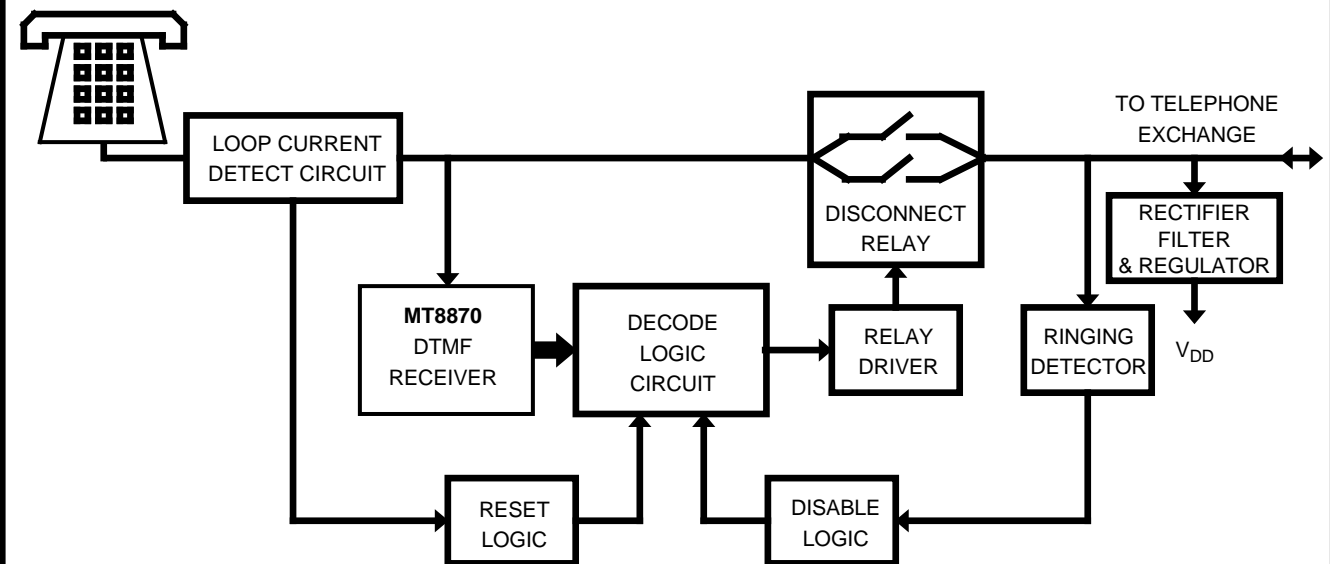 LOOP CURRENT
DETECT CIRCUIT
TO TELEPHONE
EXCHANGE
DISCONNECT
RELAY
RECTIFIER
FILTER
& REGULATOR
MT8870
DTMF
RECEIVER
DECODE
LOGIC
CIRCUIT
RELAY
DRIVER
RINGING
DETECTOR
VDD
RESET
LOGIC
DISABLE
LOGIC